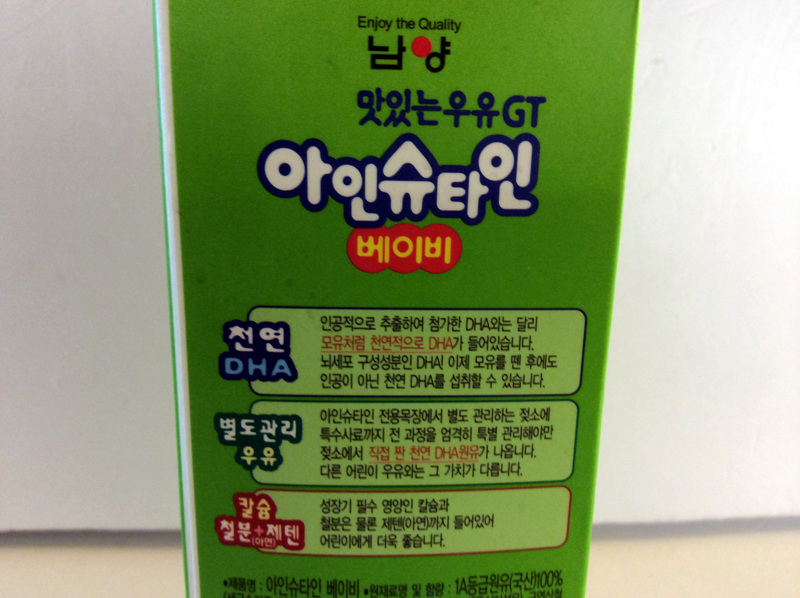 Enjoy the Quality
남양
맛있는우유GT
아인슈타인
베이비
천연
DHA
인공적으로 추출하여 첨가한 DHA와는 달리
모유처럼 천연적으로 DHA가 들어있습니다.
뇌세포 구성성분인 DHA! 이제 모유를 뗀 후에도
인공이 아닌 천연 DHA를 섭취할 수 있습니다.
별도관리
우유
아인슈타인 전용목장에서 별도 관리하는 젖소에
특수사료까지 전 과정을 엄격히 특별 관리해야만
젖소에서 직접 짠 천연 DHA원유가 나옵니다.
다른 어린이 우유와는 그 가치가 다릅니다.
칼슘
철분+제텐
(아연)
성장기 필수 영양인 칼슘과
철분은 물론 제텐(아연)까지 들어있어
어린이에게 더욱 좋습니다.
•제품명 : 아인슈타인 베이비 •원재료명 및 함량 : 1A등급원유(국산)100%